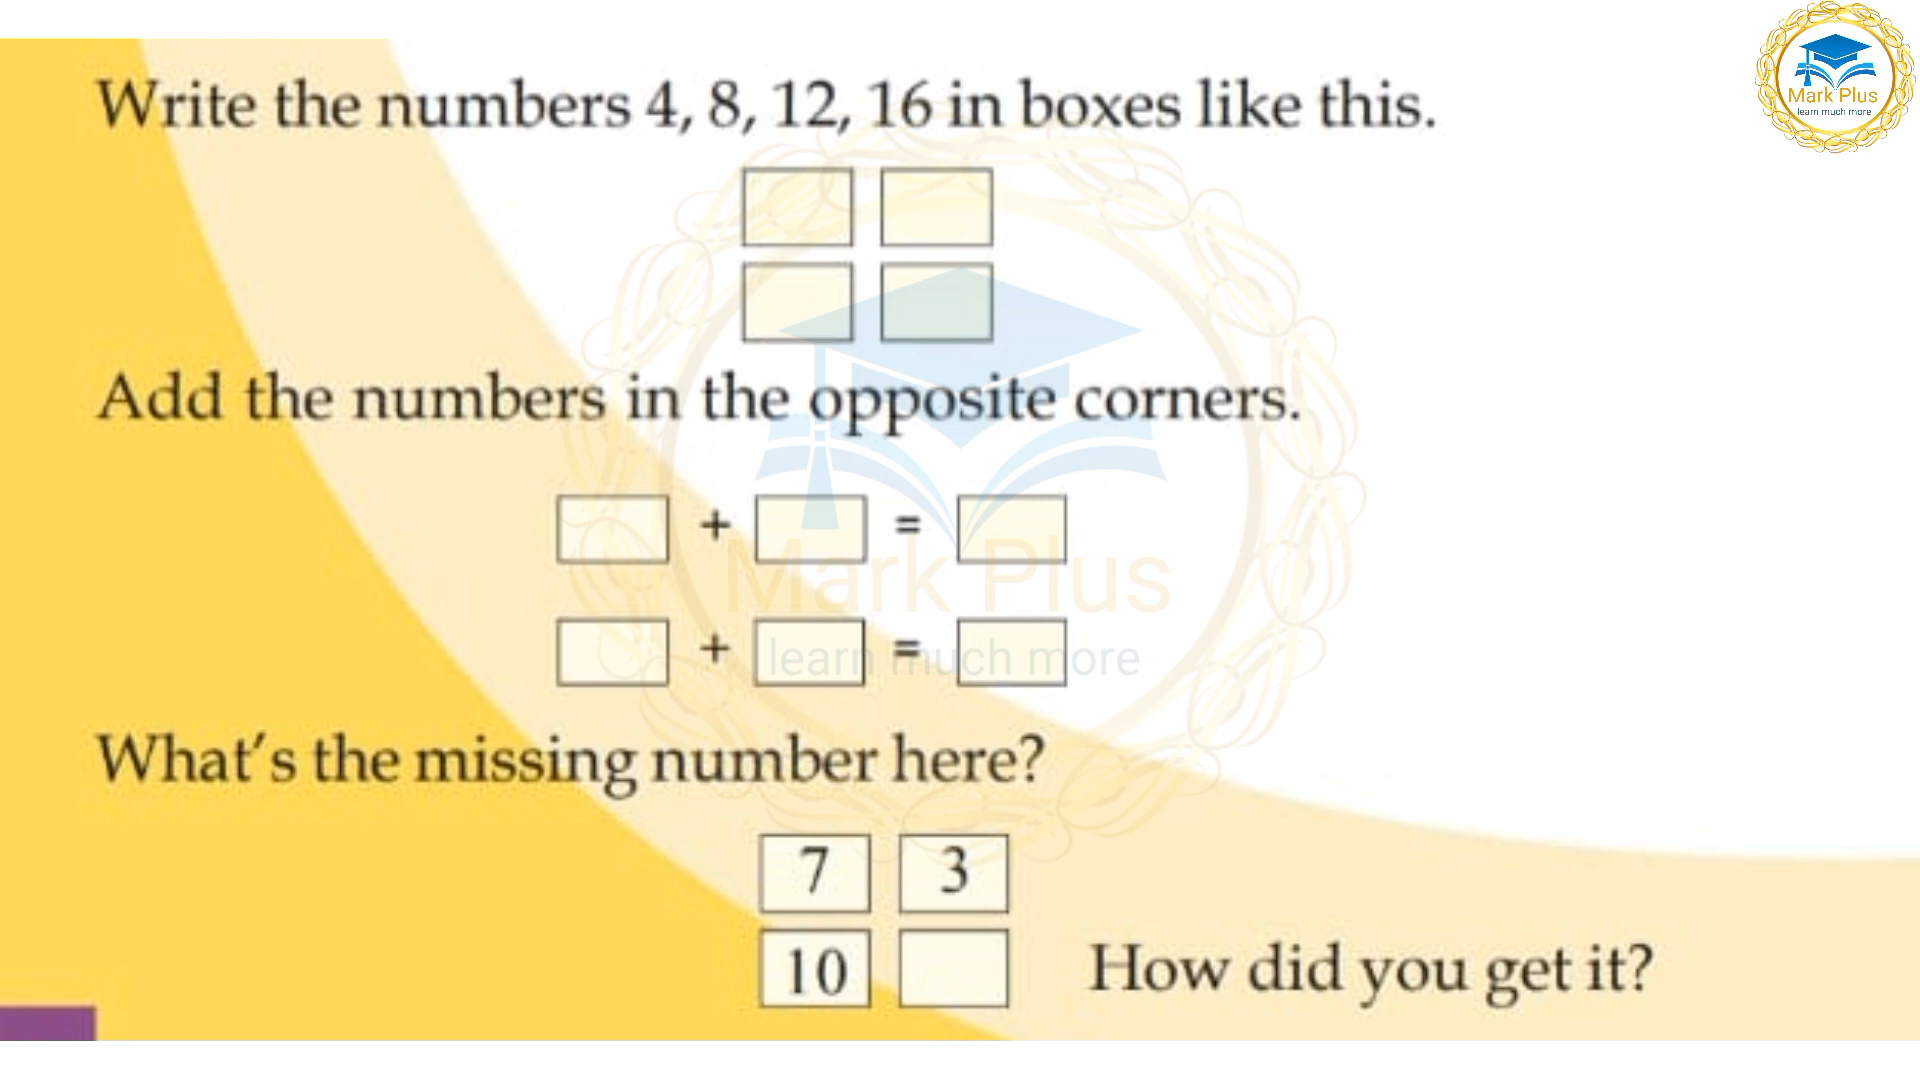 Mark Plus
learn much more
Write the numbers 4, 8, 12, 16 in boxes like this.
Add the numbers in the opposite corners.
+ =
Mark Plus
+ =
learn much more
What's the missing number here?
7 3
10 How did you get it?